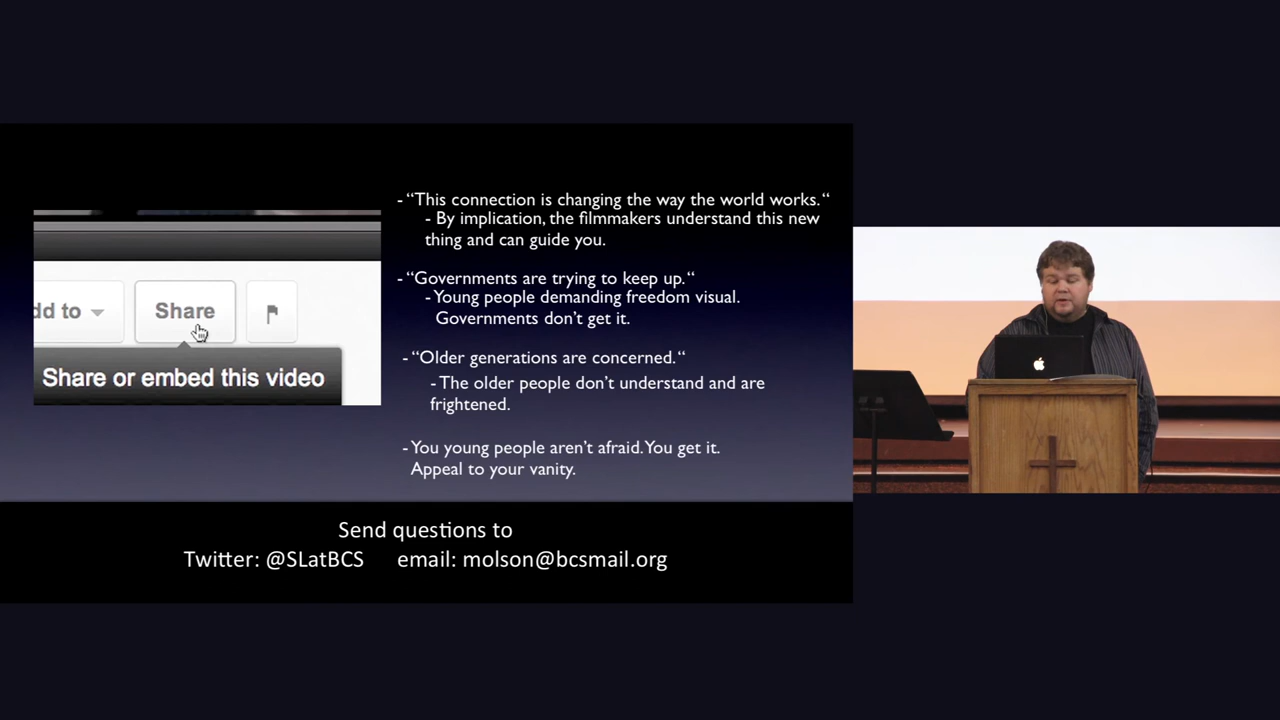 - “This connection is changing the way the world works.“
- By implication, the filmmakers understand this new
thing and can guide you.
- “Governments are trying to keep up.“
- Young people demanding freedom visual.
Governments don’t get it.
- “Older generations are concerned.“
- The older people don’t understand and are
frightened.
- You young people aren’t afraid. You get it.
Appeal to your vanity.
dd to
Share
Share or embed this video
Send questions to
Twitter: @SLatBCS email: molson@bcsmail.org